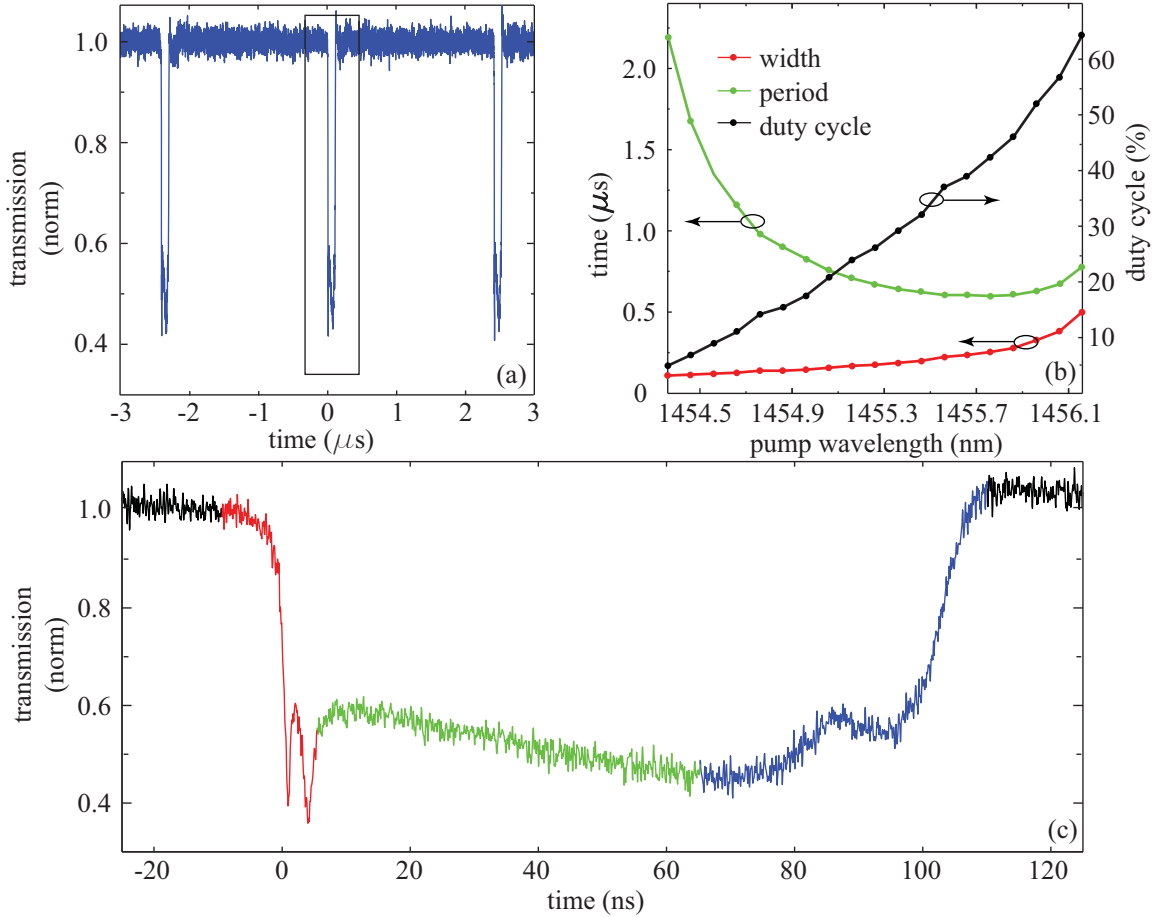 1.0
0.8
0.6
0.4
transmission
(norm)
-3 -2 -1 0 1 2 3
time (μs)
(a)
2.0
1.5
1.0
0.5
0
time (μs)
width
period
duty cycle
60
50
40
30
20
10
duty cycle (%)
1454.5 1454.9 1455.3 1455.7 1456.1
pump wavelength (nm)
(b)
1.0
0.8
0.6
0.4
transmission
(norm)
-20 0 20 40 60 80 100 120
time (ns)
(c)